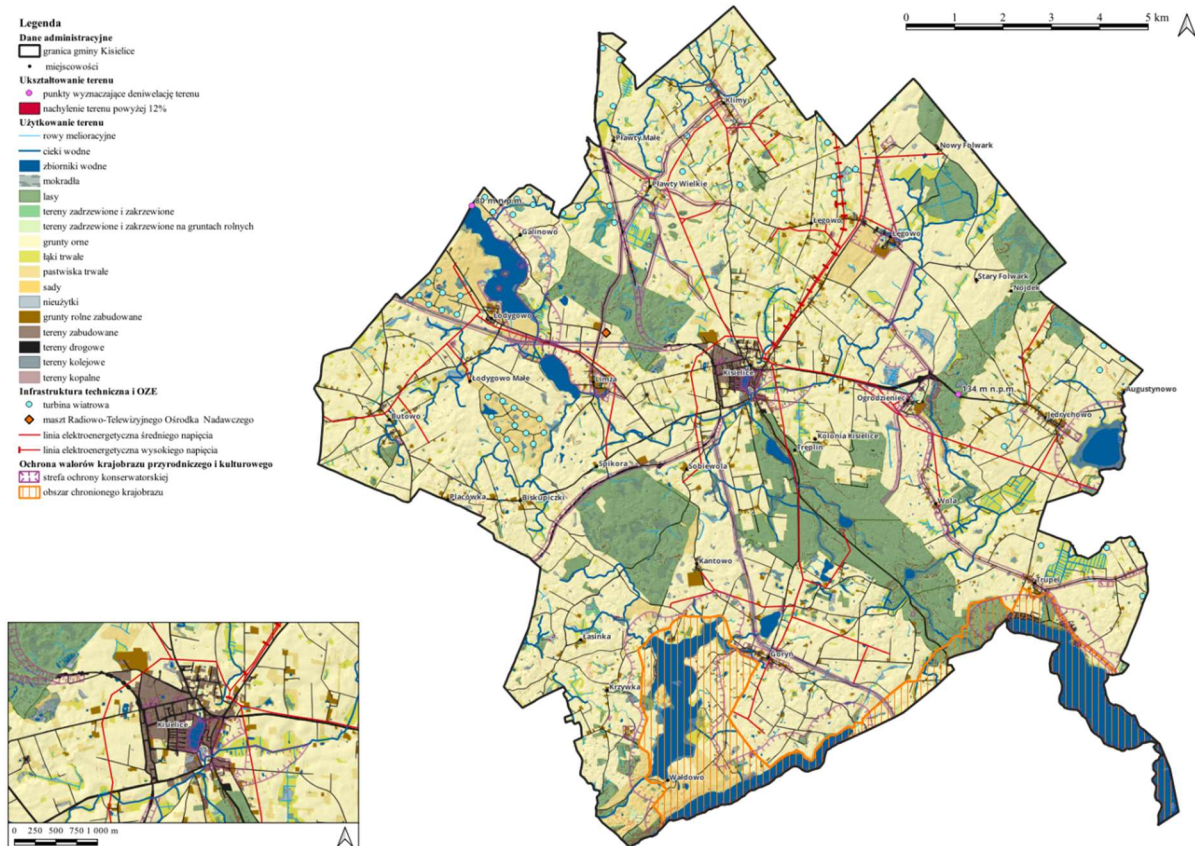 Legenda
Dane administracyjne
granica gminy Kisielice
miejscowości
Ukształtowanie terenu
punkty wyznaczające deniwelację terenu
nachylenie terenu powyżej 12%
Użytkowanie terenu
rowy melioracyjne
cieki wodne
zbiorniki wodne
mokradła
lasy
tereny zadrzewione i zakrzewione
tereny zadrzewione i zakrzewione na gruntach rolnych
grunty orne
łąki trwałe
pastwiska trwałe
sady
nieużytki
grunty rolne zabudowane
tereny zabudowane
tereny drogowe
tereny kolejowe
tereny kopalne
Infrastruktura techniczna i OZE
turbina wiatrowa
maszt Radiowo-Telewizyjnego Ośrodka Nadawczego
linia elektroenergetyczna średniego napięcia
linia elektroenergetyczna wysokiego napięcia
Ochrona walorów krajobrazu przyrodniczego i kulturowego
strefa ochrony konserwatorskiej
obszar chronionego krajobrazu
0 1 2 3 4 5 km
Klimy
Pławty Małe
Nowy Folwark
Pławty Wielkie
80 m n.p.m.
Łęgowo
Galinowo
Łęgowo
Stary Folwark
Nojdek
Łodygowo
Kisielice
Łodygowo Małe
Limza
134 m n.p.m.
Augustynowo
Ogrodzieniec
Butowo
Jędrychowo
Kolonia Kisielice
Treplin
Spikora
Sobiewola
Placówka
Biskupiczki
Wola
Kantowo
Trupel
Łasinka
Goryń
Krzywka
Wałdowo
Kisielice
0 250 500 750 1 000 m